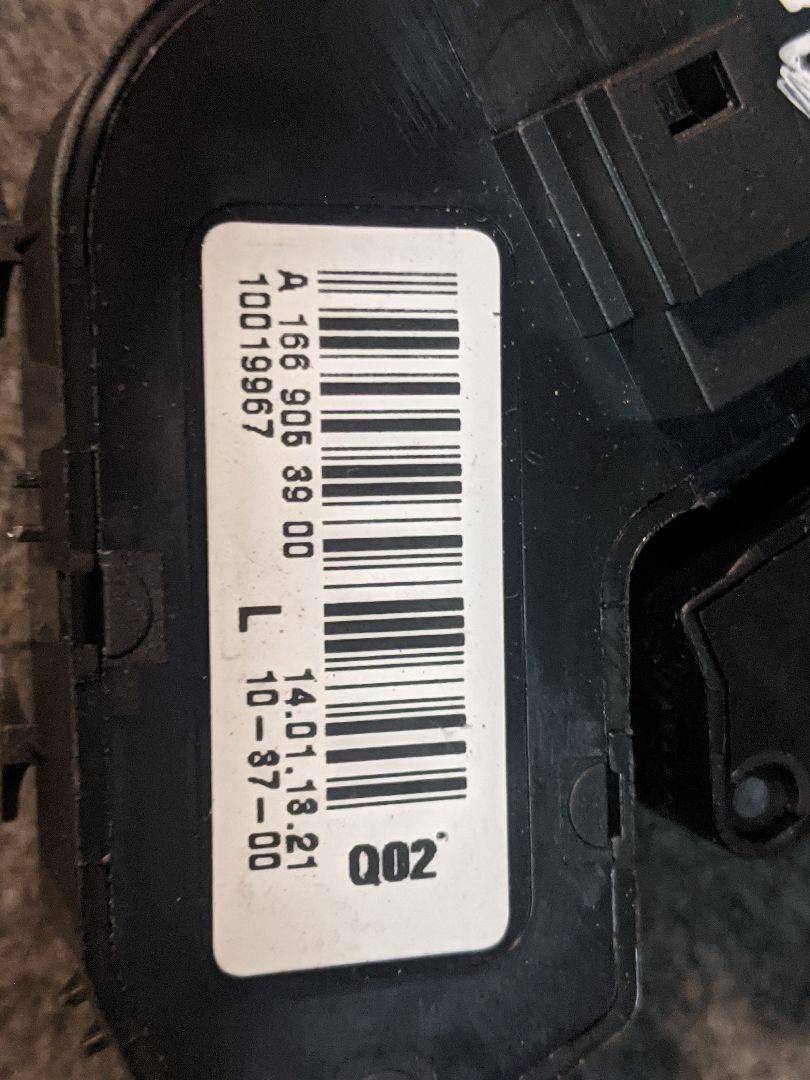 Q02
A 166 905 39 00 14.01.18.21
10019967 L 10-87-00